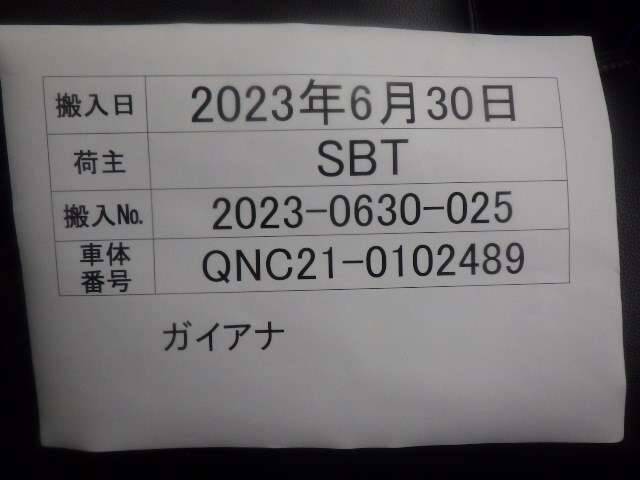 搬入日 2023年6月30日
荷主 SBT
搬入No. 2023-0630-025
車体
番号 QNC21-0102489
ガイアナ